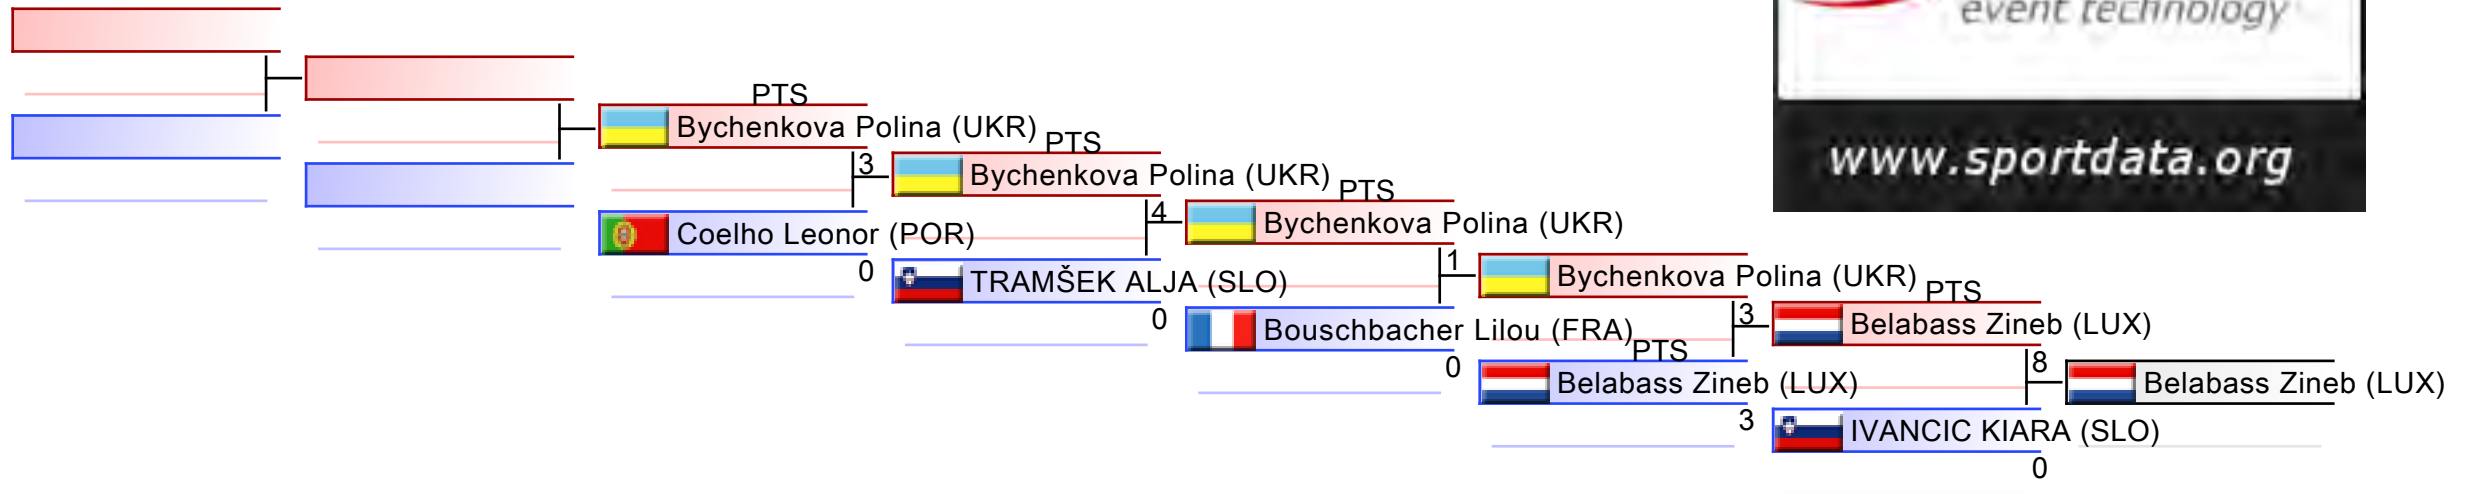 event technology
www.sportdata.org
PTS
Bychenkova Polina (UKR)
3
Coelho Leonor (POR)
0
PTS
Bychenkova Polina (UKR)
4
TRAMŠEK ALJA (SLO)
0
PTS
Bychenkova Polina (UKR)
1
Bouschbacher Lilou (FRA)
0
Bychenkova Polina (UKR)
3
PTS
Belabass Zineb (LUX)
3
PTS
Belabass Zineb (LUX)
8
IVANCIC KIARA (SLO)
0
Belabass Zineb (LUX)